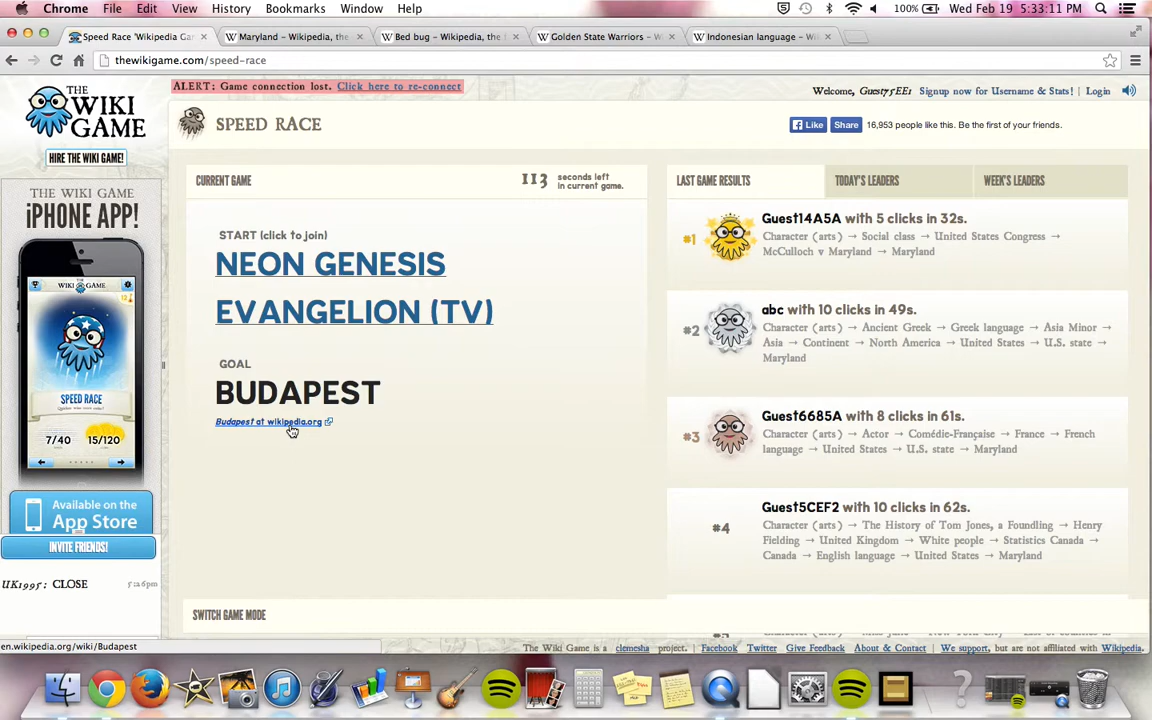 Chrome File Edit View History Bookmarks Window Help 100% Wed Feb 19 5:33:11 PM
Speed Race 'Wikipedia Ga Maryland – Wikipedia, the Bed bug – Wikipedia, the Golden State Warriors – W Indonesian language – Wik
thewikigame.com/speed-race
ALERT: Game connection lost. Click here to re-connect
Welcome, Guest75EE1 Signup now for Username & Stats! Login
THE
WIKI
GAME
HIRE THE WIKI GAME!
SPEED RACE
Like Share 16,953 people like this. Be the first of your friends.
THE WIKI GAME
iPHONE APP!
WIKI GAME
SPEED RACE
7/40 15/120
Available on the
App Store
INVITE FRIENDS!
UK1995: CLOSE 5:26pm
CURRENT GAME 113 seconds left
in current game.
START (click to join)
NEON GENESIS
EVANGELION (TV)
GOAL
BUDAPEST
Budapest at wikipedia.org
SWITCH GAME MODE
LAST GAME RESULTS TODAY'S LEADERS WEEK'S LEADERS
#1 Guest14A5A with 5 clicks in 32s.
Character (arts) → Social class → United States Congress →
McCulloch v Maryland → Maryland
#2 abc with 10 clicks in 49s.
Character (arts) → Ancient Greek → Greek language → Asia Minor →
Asia → Continent → North America → United States → U.S. state →
Maryland
#3 Guest6685A with 8 clicks in 61s.
Character (arts) → Actor → Comédie-Française → France → French
language → United States → U.S. state → Maryland
#4 Guest5CEF2 with 10 clicks in 62s.
Character (arts) → The History of Tom Jones, a Foundling → Henry
Fielding → United Kingdom → White people → Statistics Canada →
Canada → English language → United States → Maryland
en.wikipedia.org/wiki/Budapest
The Wiki Game is a clemesha project. Facebook Twitter Give Feedback About & Contact We support, but are not affiliated with Wikipedia.